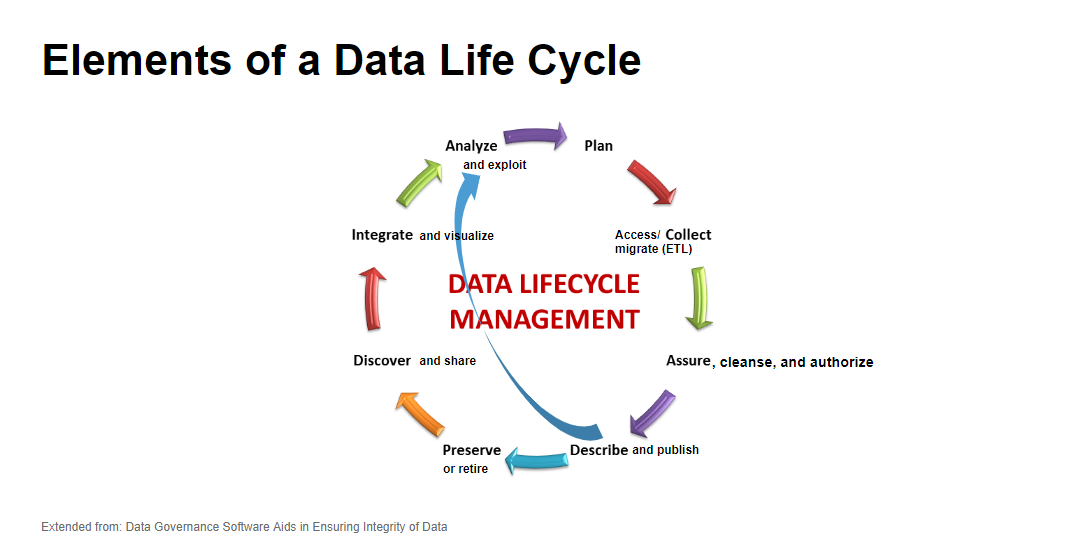 Elements of a Data Life Cycle
Analyze
and exploit
Plan
Integrate and visualize
Access/ Collect
migrate (ETL)
DATA LIFECYCLE
MANAGEMENT
Discover and share
Assure, cleanse, and authorize
Preserve
or retire
Describe and publish
Extended from: Data Governance Software Aids in Ensuring Integrity of Data